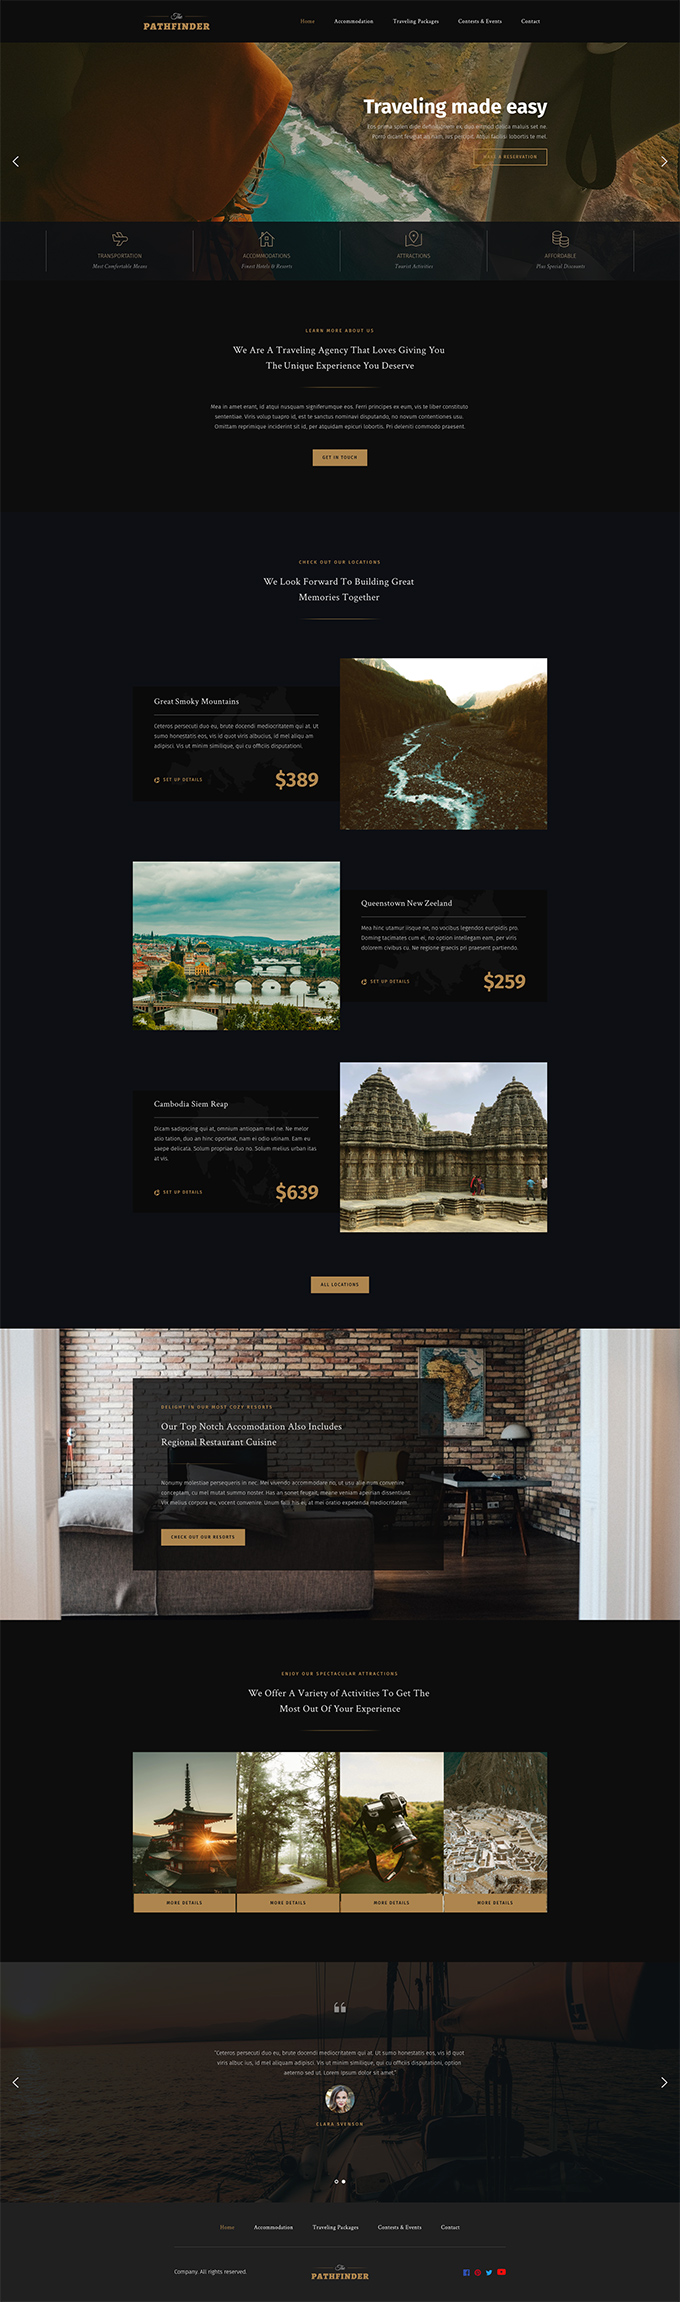 The
PATHFINDER
Home Accommodation Traveling Packages Contests & Events Contact
Traveling made easy
Eos prima splen dide definitionem ex, duo eirmod delica maluis set ne.
Porro dicant feugiat an nam, res percipit. Atqui facilisi lobortis te mel.
MAKE A RESERVATION
TRANSPORTATION
Most Comfortable Means
ACCOMMODATIONS
Finest Hotels & Resorts
ATTRACTIONS
Tourist Activities
AFFORDABLE
Plus Special Discounts
LEARN MORE ABOUT US
We Are A Traveling Agency That Loves Giving You
The Unique Experience You Deserve
Mea in amet erant, id atqui nusquam signiferumque eos. Ferri principes ex eum, vis te liber constituto
sententiae. Viris volup tuapro id, est te sanctus nominavi disputando, no novum contentiones usu.
Omittam reprimique inciderint sit id, per atquidam epicuri lobortis. Pri deleniti commodo praesent.
GET IN TOUCH
CHECK OUT OUR LOCATIONS
We Look Forward To Building Great
Memories Together
Great Smoky Mountains
Ceteros persecuti duo eu, brute docendi mediocritatem qui at. Ut
sumo honestatis eos, vis id quot viris albucius, id mel aliqu am
adipisci. Vis ut minim similique, qui cu officiis disputationi.
SET UP DETAILS
$389
Queenstown New Zeeland
Mea hinc utamur iisque ne, no vocibus legendos euripidis pro.
Doming tacimates cum ei, no option intellegam eam, per viris
dolorem civibus cu. Ne regione graecis pri praesent partiendo.
SET UP DETAILS
$259
Cambodia Siem Reap
Dicam sadipscing qui at, omnium antiopam mel ne. Ne melor
atio tation, duo an hinc oporteat, nam ei odio utinam. Eam eu
saepe delicata. Solum propriae duo no. Solum melius urban itas
at vis.
SET UP DETAILS
$639
ALL LOCATIONS
DELIGHT IN OUR MOST COZY RESORTS
Our Top Notch Accomodation Also Includes
Regional Restaurant Cuisine
Nonumy molestiae persequeris in nec. Mei vivendo accommodare no, ut usu alienum convenire
conceptam, cu mel mutat summo noster. Has an sonet feugait, meane veniam aperirian dissentiunt.
Vix melius corpora eu, vocent convenire. Unum falli his ei, at mei oratio expetenda mediocritatem.
CHECK OUT OUR RESORTS
ENJOY OUR SPECTACULAR ATTRACTIONS
We Offer A Variety of Activities To Get The
Most Out Of Your Experience
MORE DETAILS MORE DETAILS MORE DETAILS MORE DETAILS
"Ceteros persecuti duo eu, brute docendi mediocritatem qui at. Ut sumo honestatis eos, vis id quot
viris albuc ius, id mel aliquam adipisci. Vis ut minim similique, qui cu officiis disputationi, option
aeterno sed ut. Lorem ipsum dolor sit amet."
CLARA SVENSON
Home Accommodation Traveling Packages Contests & Events Contact
Company. All rights reserved.
The
PATHFINDER